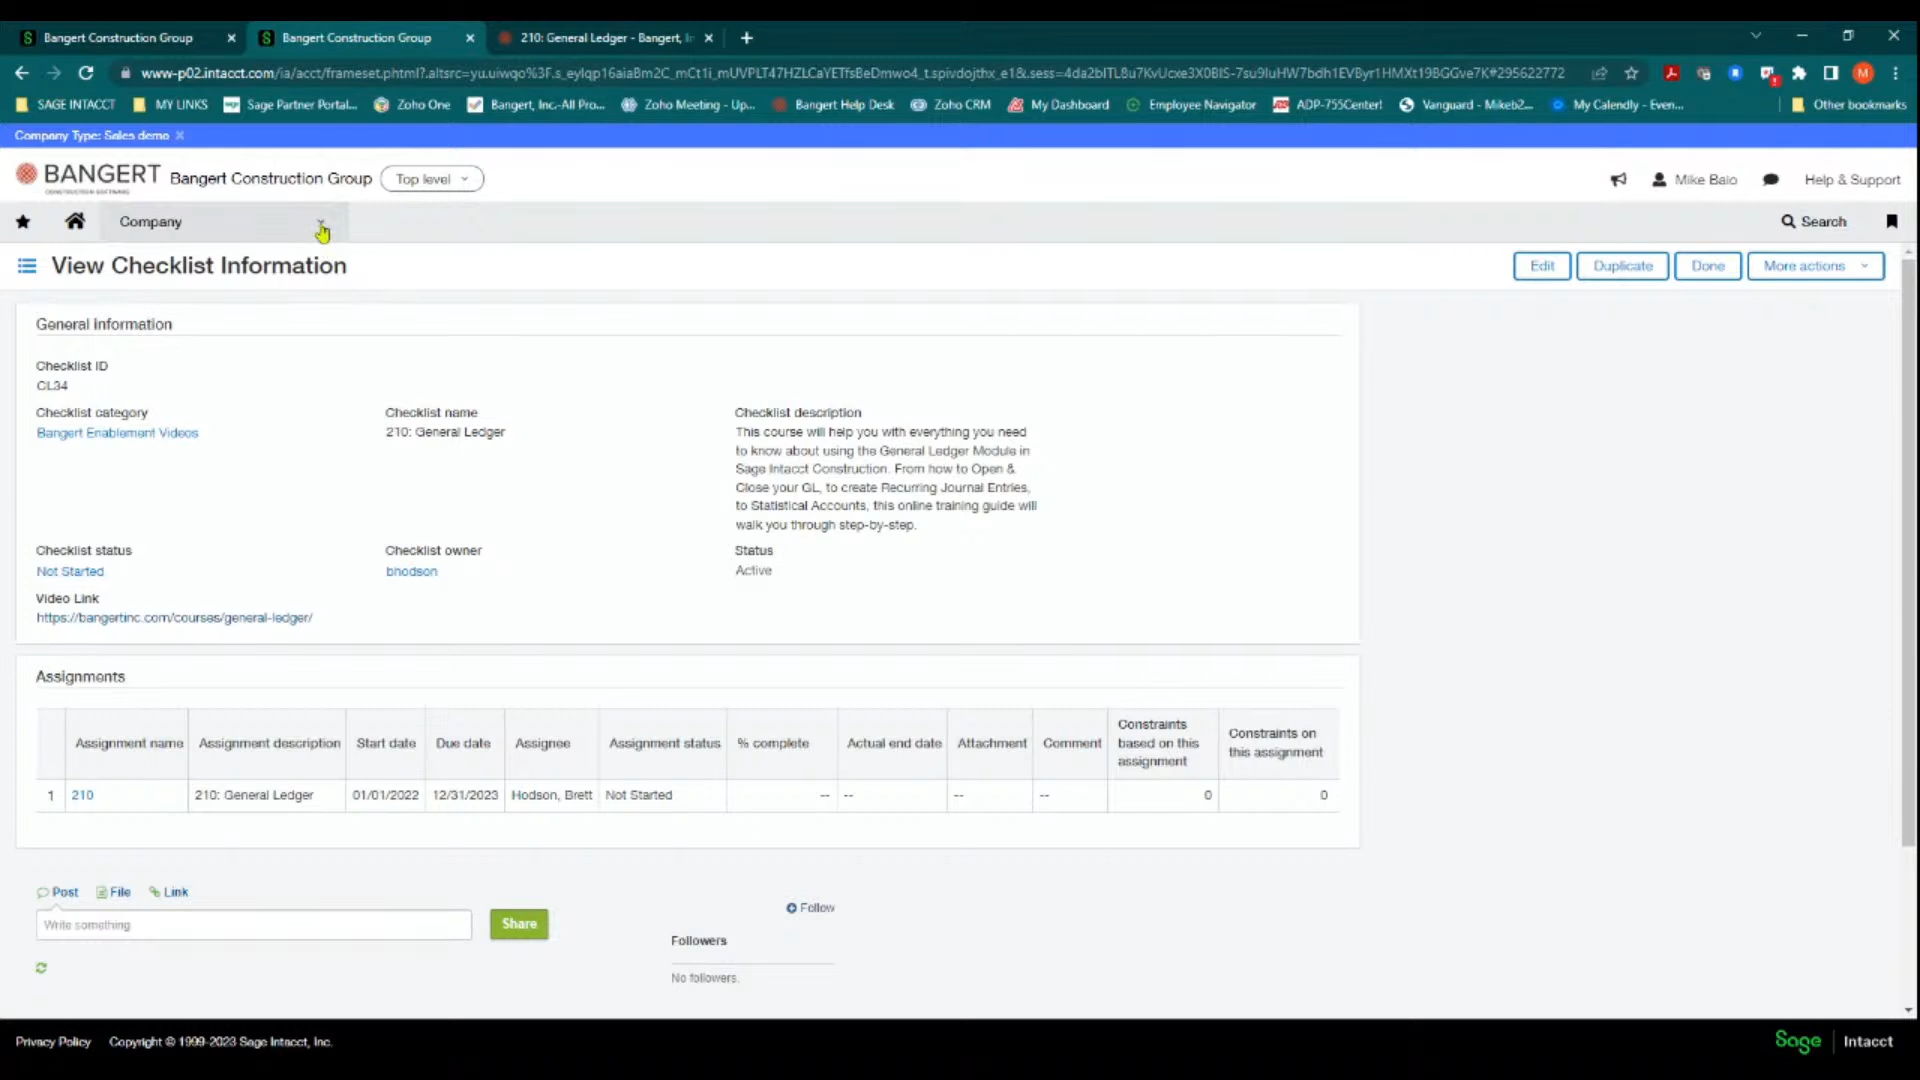 Bangert Construction Group
Bangert Construction Group
210: General Ledger - Bangert, In
SAGE INTACCT
MY LINKS
Sage Partner Portal...
Zoho One
Bangert, Inc-All Pro...
Zoho Meeting - Up...
Bangert Help Desk
Zoho CRM
My Dashboard
Employee Navigator
ADP-755Center!
Vanguard - Mikeb2...
My Calendly - Even...
Other bookmarks
Company Type: Sales demo
BANGERT
Bangert Construction Group
Top level
Mike Baio
Help & Support
Company
Search
View Checklist Information
Edit
Duplicate
Done
More actions
General information
Checklist ID
CL34
Checklist category
Bangert Enablement Videos
Checklist name
210: General Ledger
Checklist description
This course will help you with everything you need
to know about using the General Ledger Module in
Sage Intacct Construction. From how to Open &
Close your GL, to create Recurring Journal Entries,
to Statistical Accounts, this online training guide will
walk you through step-by-step.
Checklist status
Not Started
Checklist owner
bhodson
Status
Active
Video Link
https://bangertinc.com/courses/general-ledger/
Assignments
Assignment name
Assignment description
Start date
Due date
Assignee
Assignment status
% complete
Actual end date
Attachment
Comment
Constraints
based on this
assignment
Constraints on
this assignment
1
210
210: General Ledger
01/01/2022
12/31/2023
Hodson, Brett
Not Started
--
--
--
--
0
0
Post
File
Link
Write something
Share
Follow
Followers
No followers.
Privacy Policy
Copyright © 1999-2023 Sage Intacct, Inc.
Sage
Intacct